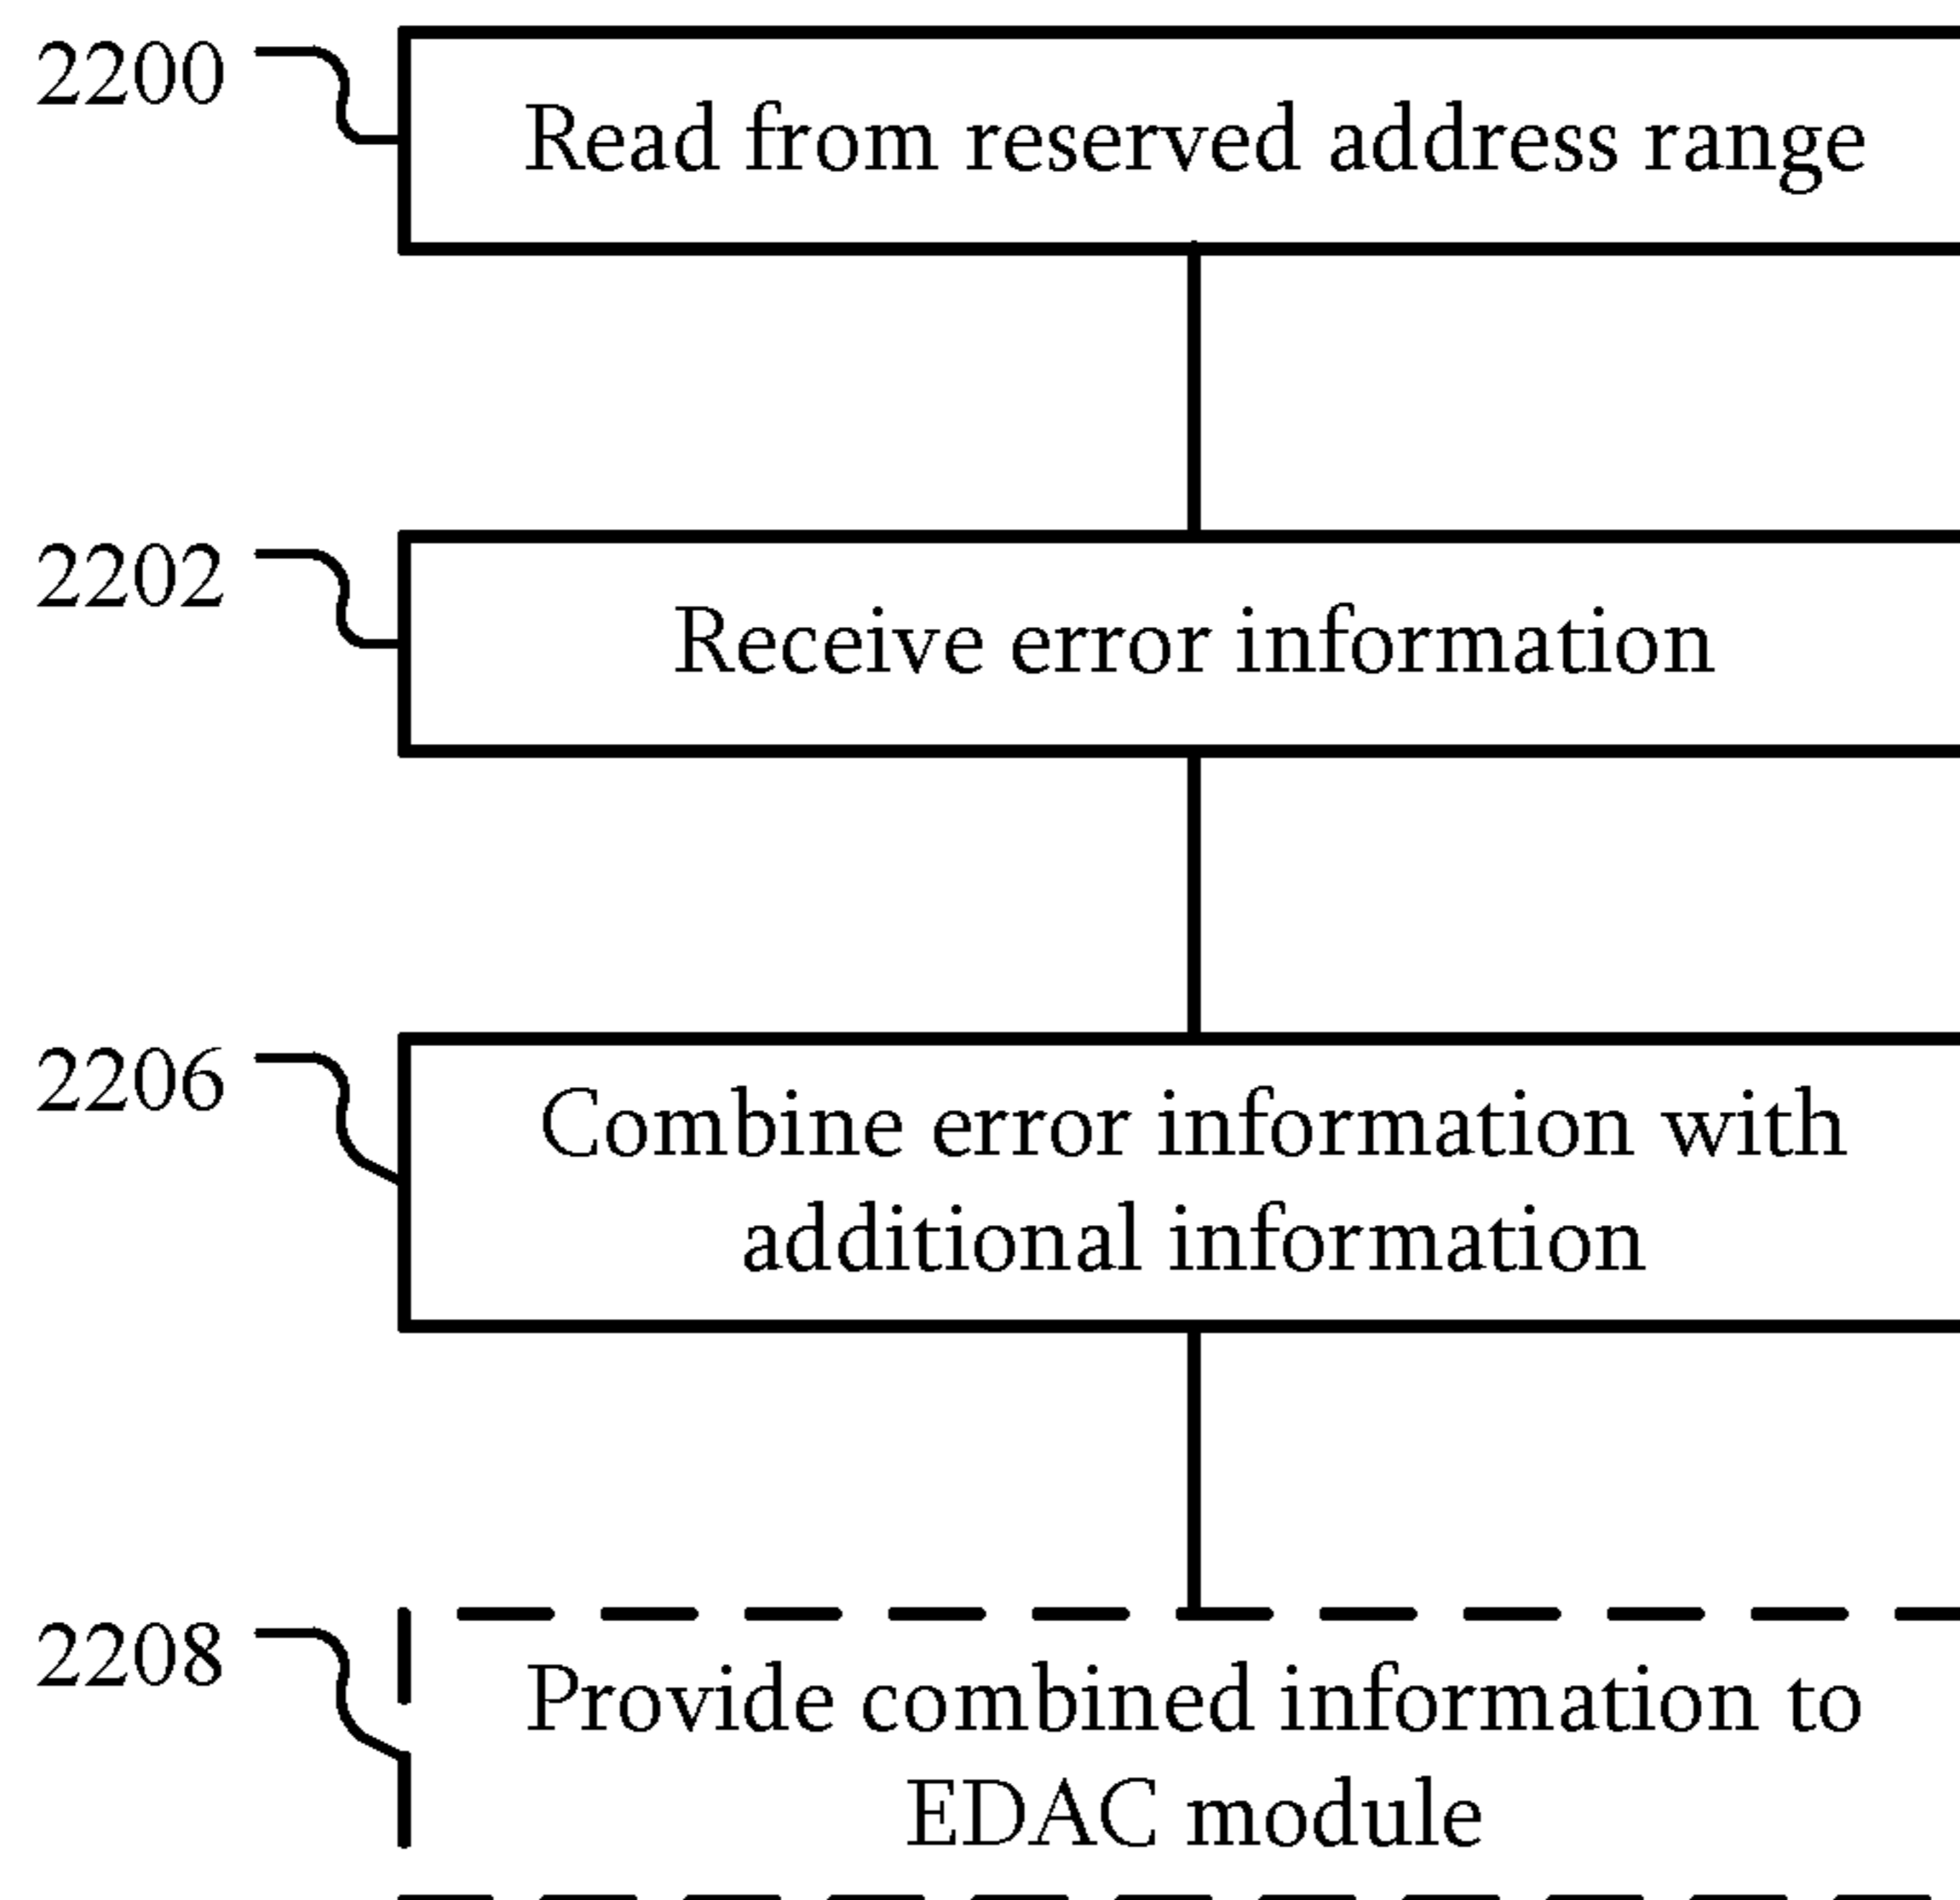 2200
Read from reserved address range
2202
Receive error information
2206
Combine error information with
additional information
2208
Provide combined information to
EDAC module